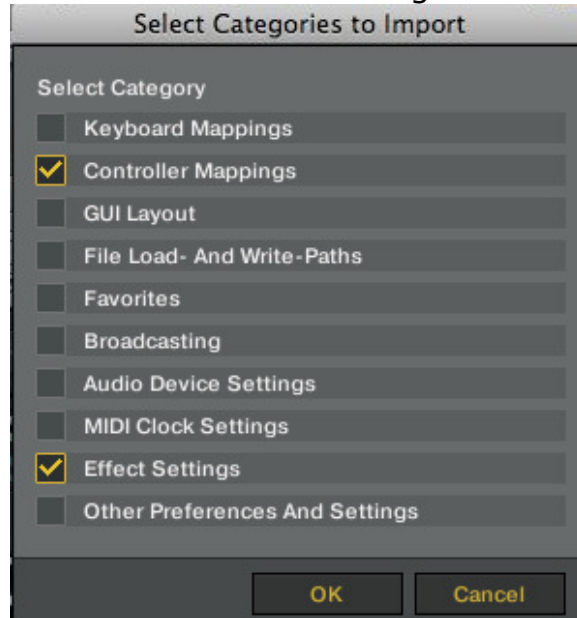 Select Categories to Import
Select Category
Keyboard Mappings
Controller Mappings
GUI Layout
File Load- And Write-Paths
Favorites
Broadcasting
Audio Device Settings
MIDI Clock Settings
Effect Settings
Other Preferences And Settings
OK Cancel